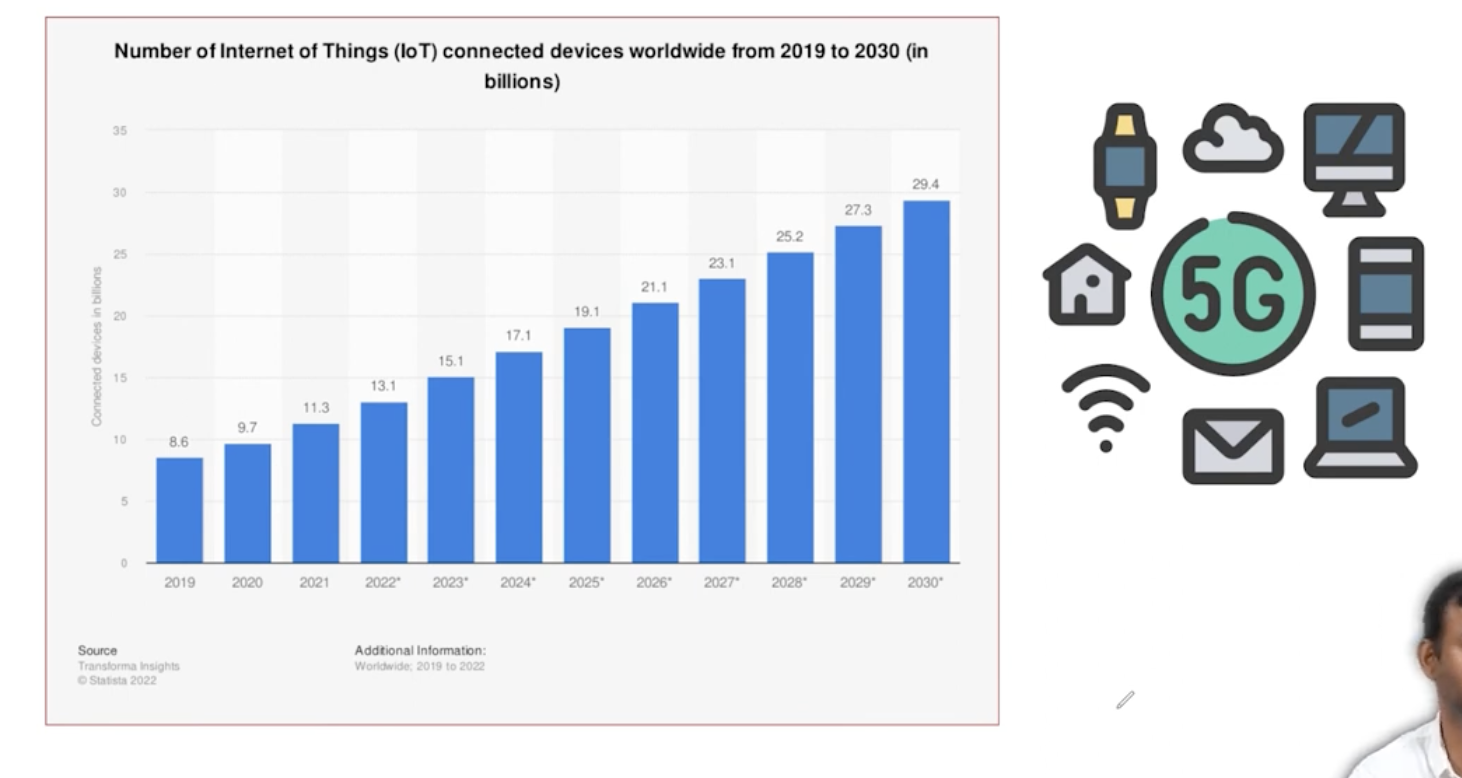 Number of Internet of Things (IoT) connected devices worldwide from 2019 to 2030 (in
billions)
Connected devices in billions
35
30
25
20
15
10
5
0
8.6
9.7
11.3
13.1
15.1
17.1
19.1
21.1
23.1
25.2
27.3
29.4
2019 2020 2021 2022* 2023* 2024* 2025* 2026* 2027* 2028* 2029* 2030*
Source
Transforma Insights
© Statista 2022
Additional Information:
Worldwide; 2019 to 2022
5G